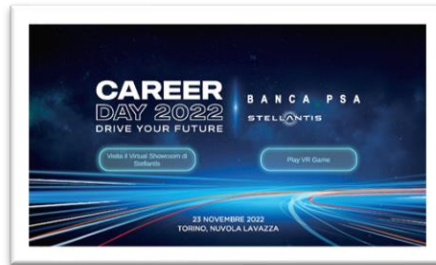 CAREER
DAY 2022
DRIVE YOUR FUTURE
BANCA PSA
STELLANTIS
Visita il Virtual Showroom di
Stellantis
Play VR Game
23 NOVEMBRE 2022
TORINO, NUVOLA LAVAZZA